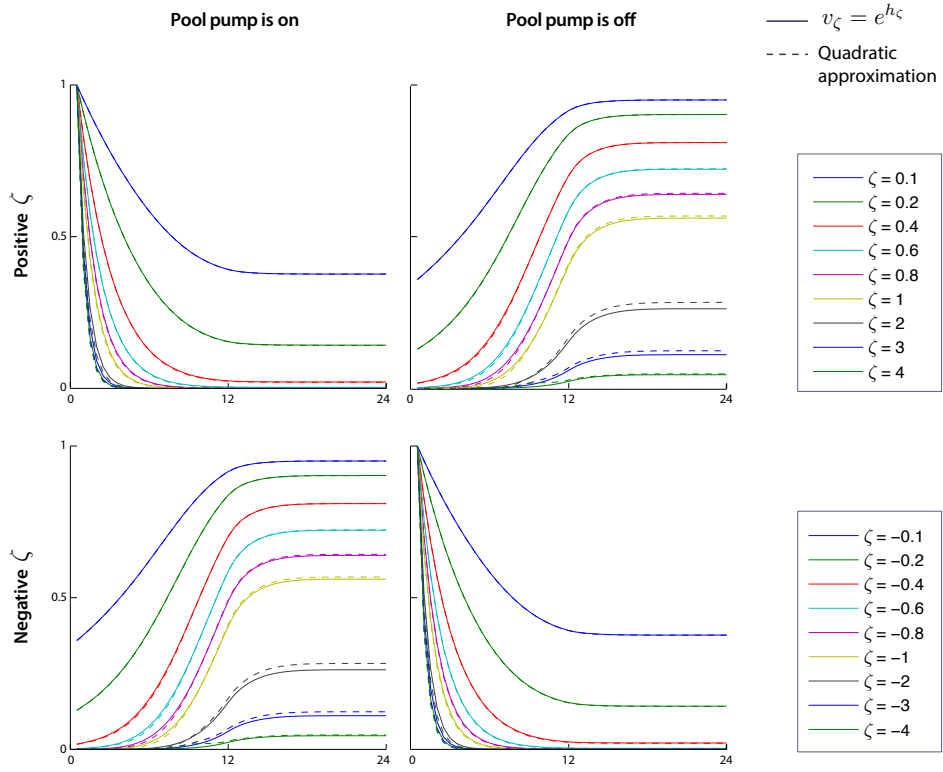 Pool pump is on
Pool pump is off
v_ζ = e^{h_ζ}
Quadratic
approximation
Positive ζ
1
0.5
0
0
12
24
0
12
24
ζ = 0.1
ζ = 0.2
ζ = 0.4
ζ = 0.6
ζ = 0.8
ζ = 1
ζ = 2
ζ = 3
ζ = 4
Negative ζ
1
0.5
0
0
12
24
0
12
24
ζ = −0.1
ζ = −0.2
ζ = −0.4
ζ = −0.6
ζ = −0.8
ζ = −1
ζ = −2
ζ = −3
ζ = −4